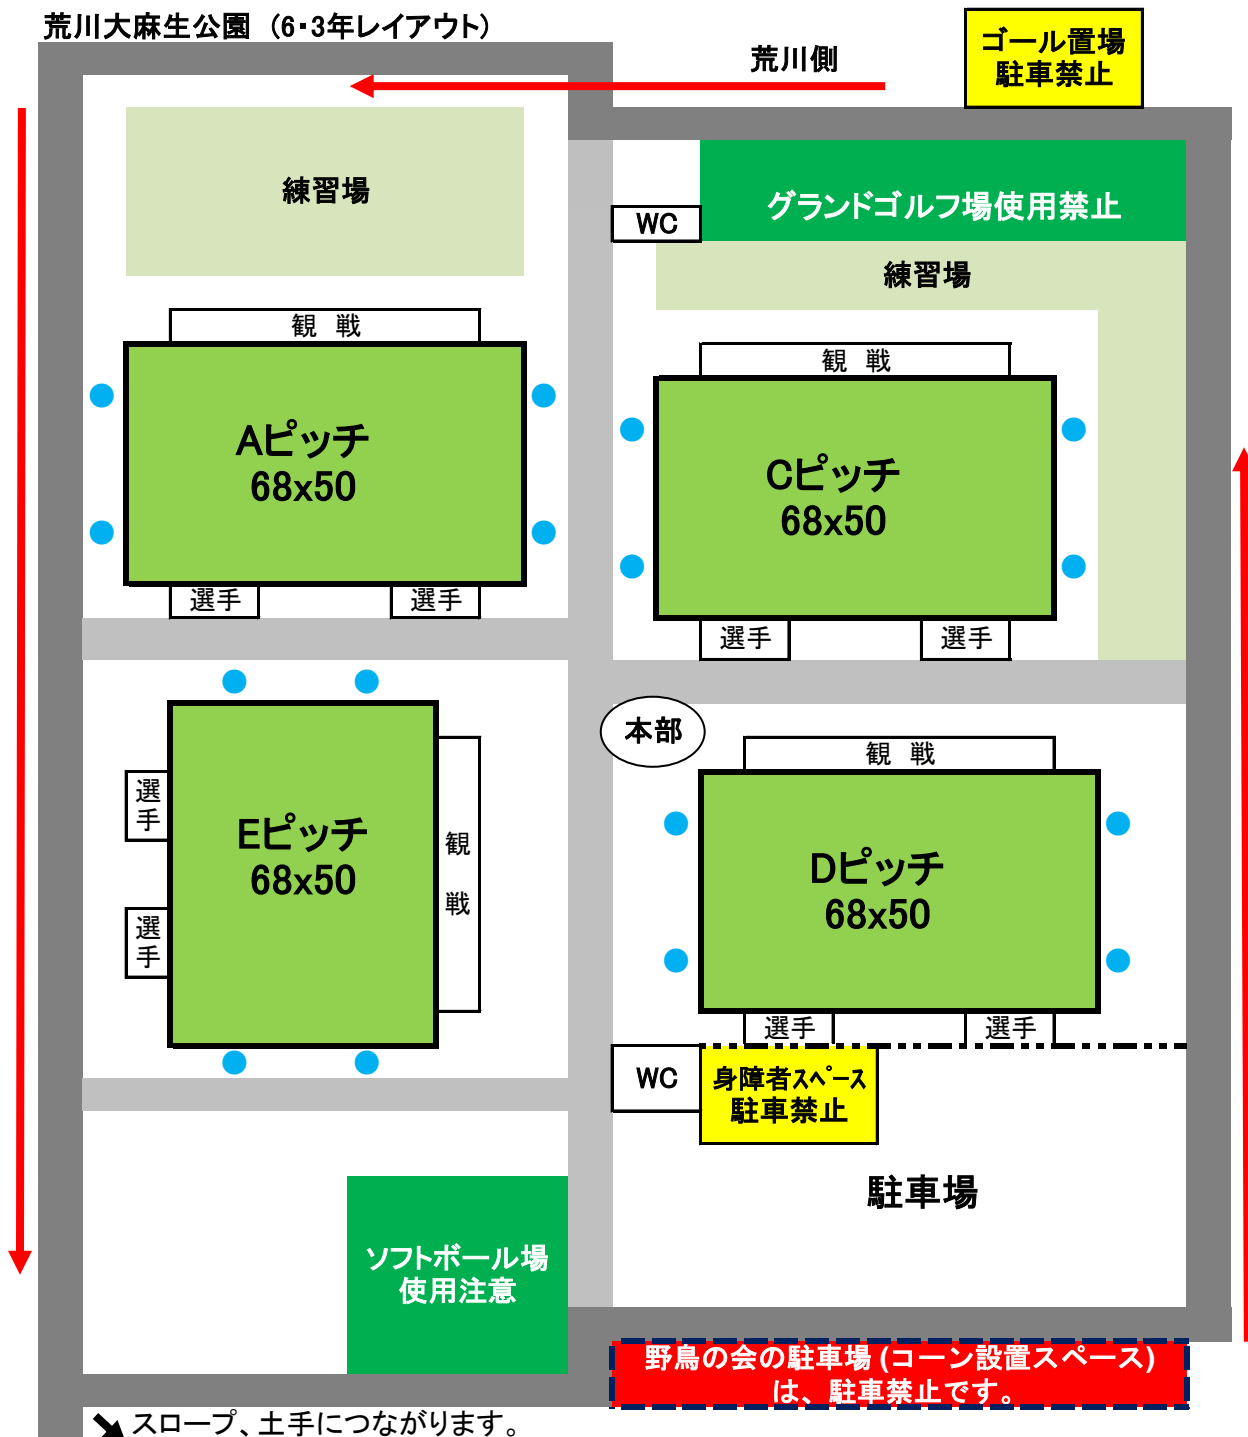 荒川大麻生公園 (6・3年レイアウト)
荒川側
ゴール置場
駐車禁止
練習場
グランドゴルフ場使用禁止
WC
練習場
観 戦
観 戦
Aピッチ
68x50
Cピッチ
68x50
選手
選手
選手
選手
本部
観 戦
選手
Eピッチ
68x50
観
戦
Dピッチ
68x50
選手
選手
選手
WC
身障者スペース
駐車禁止
駐車場
ソフトボール場
使用注意
野鳥の会の駐車場 (コーン設置スペース)
は、駐車禁止です。
スロープ、土手につながります。